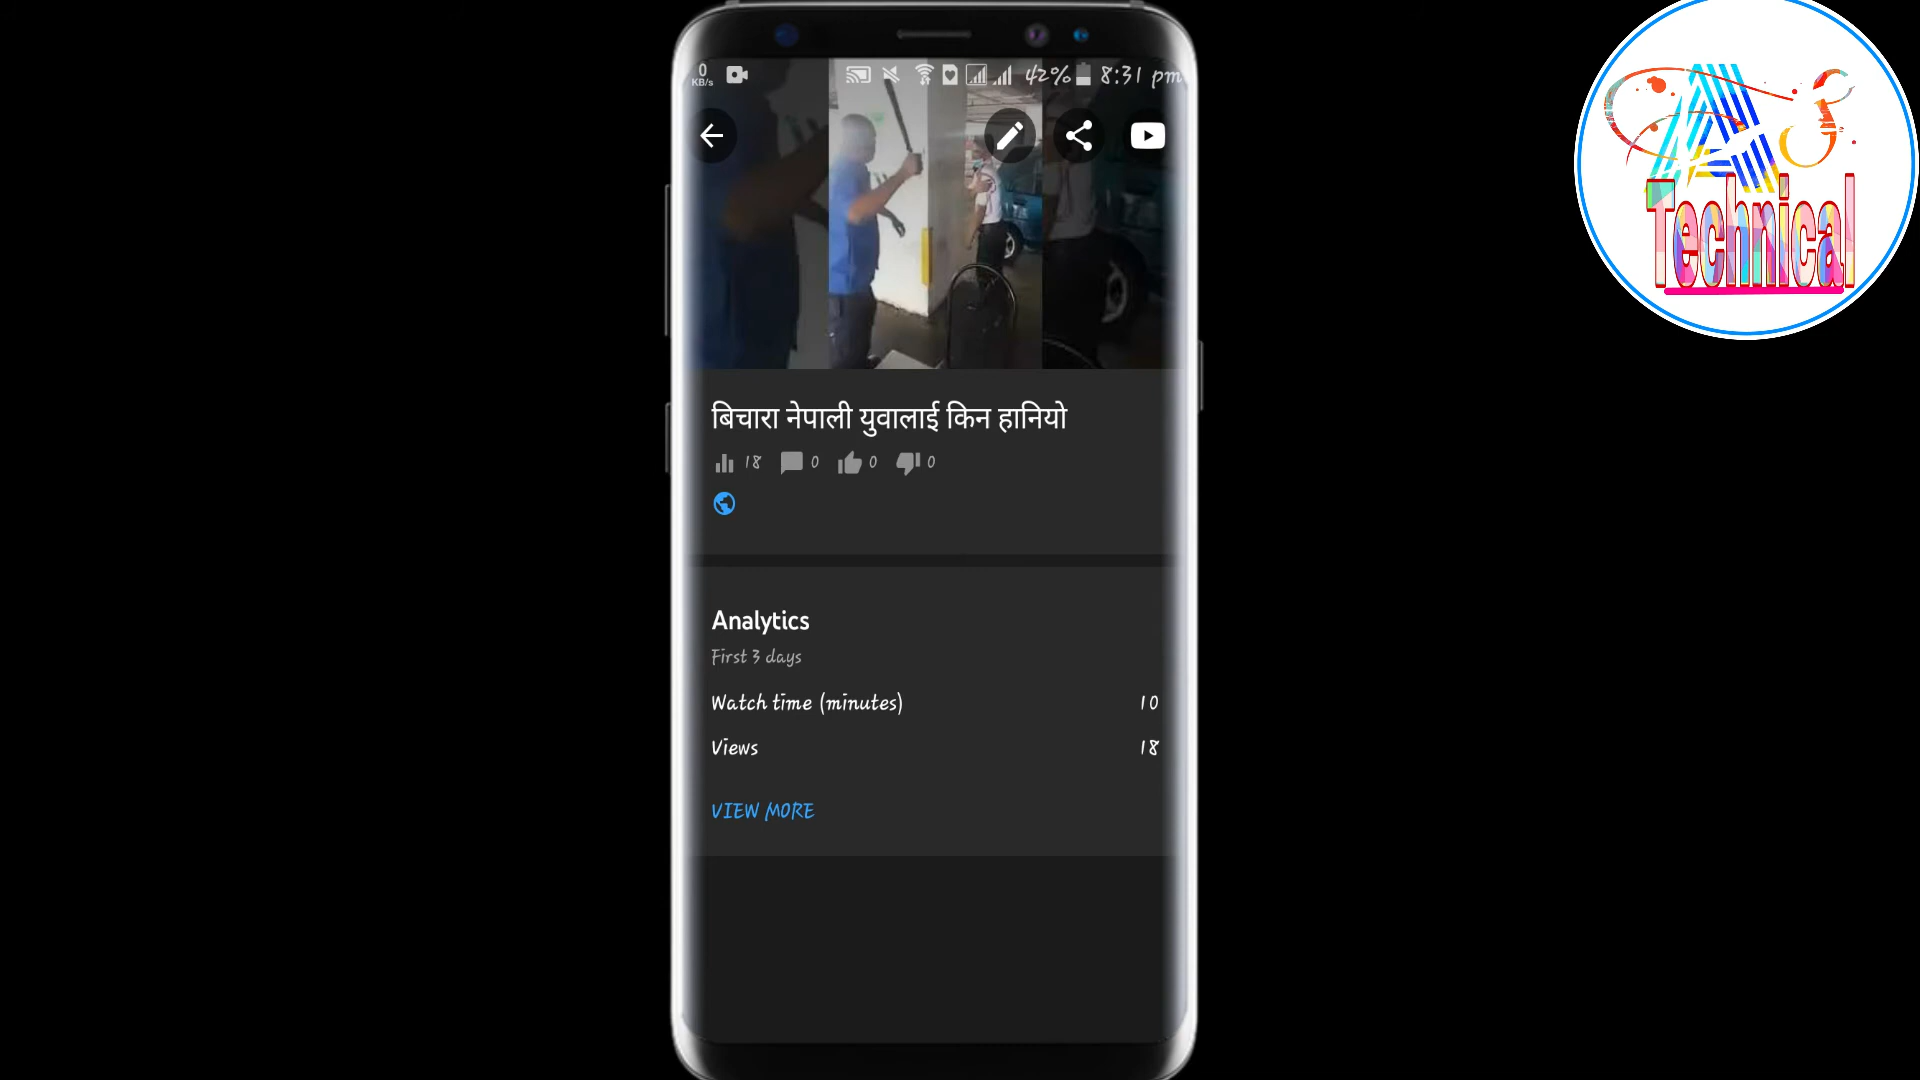 0
KB/s
42% 8:31 pm
बिचारा नेपाली युवालाई किन हानियो
18 0 0 0
Analytics
First 3 days
Watch time (minutes) 10
Views 18
VIEW MORE
Technical